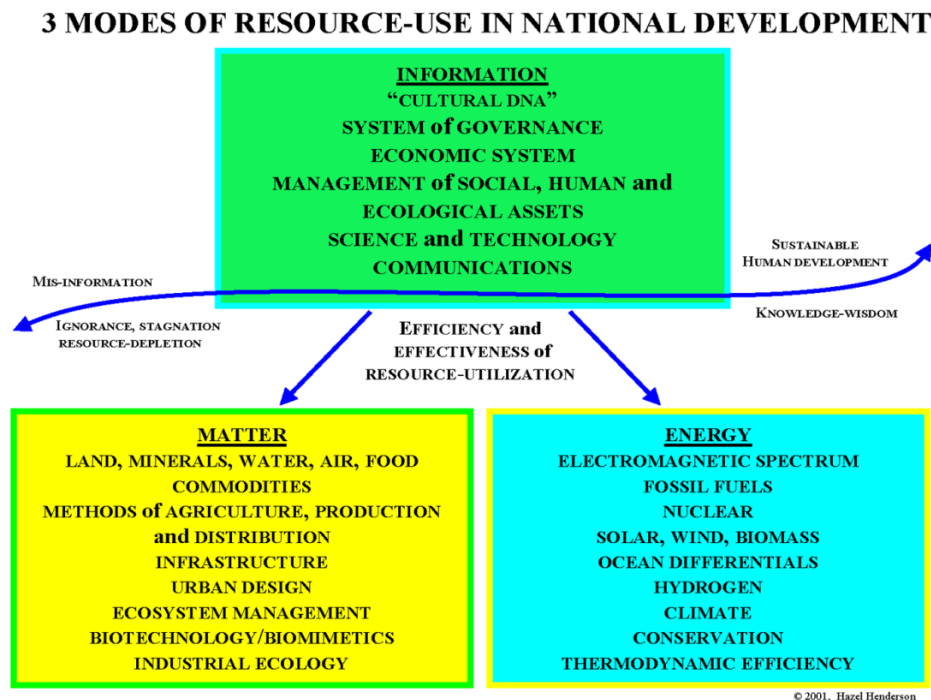 3 MODES OF RESOURCE-USE IN NATIONAL DEVELOPMENT
INFORMATION
“CULTURAL DNA”
SYSTEM of GOVERNANCE
ECONOMIC SYSTEM
MANAGEMENT of SOCIAL, HUMAN and
ECOLOGICAL ASSETS
SCIENCE and TECHNOLOGY
COMMUNICATIONS
MIS-INFORMATION
IGNORANCE, STAGNATION
RESOURCE-DEPLETION
SUSTAINABLE
HUMAN DEVELOPMENT
KNOWLEDGE-WISDOM
EFFICIENCY and
EFFECTIVENESS of
RESOURCE-UTILIZATION
MATTER
LAND, MINERALS, WATER, AIR, FOOD
COMMODITIES
METHODS of AGRICULTURE, PRODUCTION
and DISTRIBUTION
INFRASTRUCTURE
URBAN DESIGN
ECOSYSTEM MANAGEMENT
BIOTECHNOLOGY/BIOMIMETICS
INDUSTRIAL ECOLOGY
ENERGY
ELECTROMAGNETIC SPECTRUM
FOSSIL FUELS
NUCLEAR
SOLAR, WIND, BIOMASS
OCEAN DIFFERENTIALS
HYDROGEN
CLIMATE
CONSERVATION
THERMODYNAMIC EFFICIENCY
© 2001, Hazel Henderson